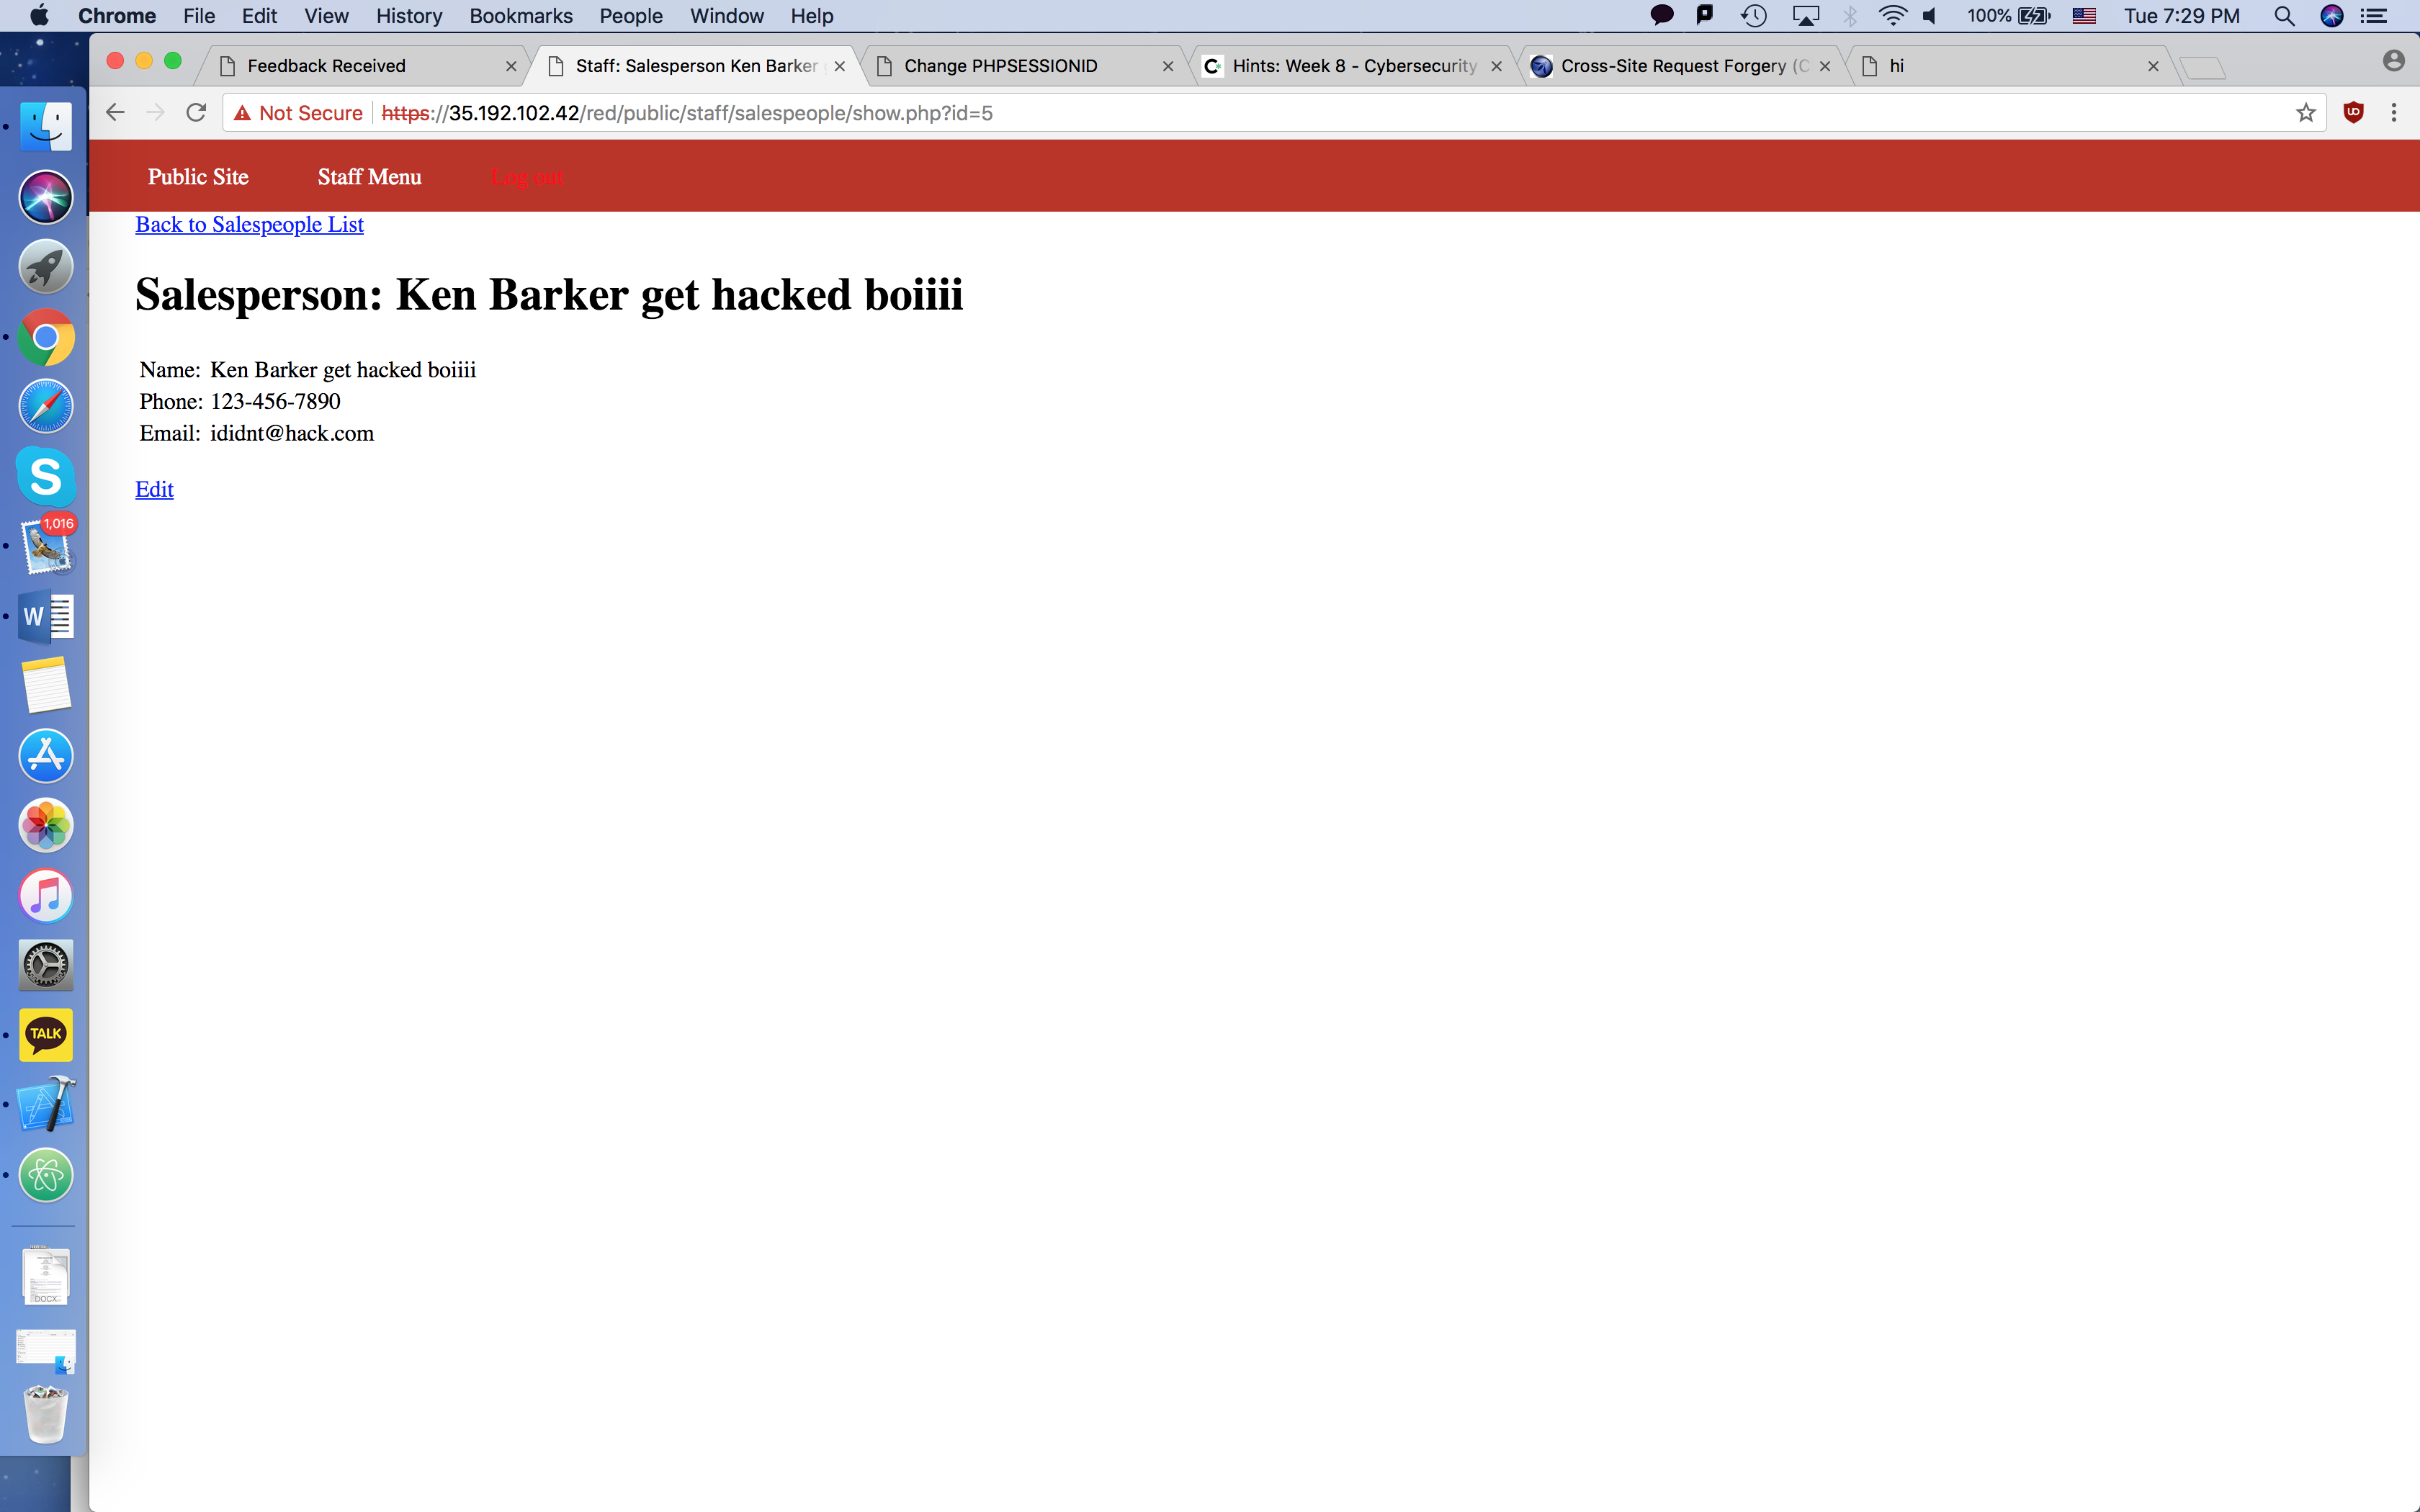 Chrome File Edit View History Bookmarks People Window Help 100% Tue 7:29 PM
Feedback Received Staff: Salesperson Ken Barker Change PHPSESSIONID Hints: Week 8 - Cybersecurity Cross-Site Request Forgery (C hi
Not Secure https://35.192.102.42/red/public/staff/salespeople/show.php?id=5
Public Site Staff Menu Log out
Back to Salespeople List
Salesperson: Ken Barker get hacked boiiii
Name: Ken Barker get hacked boiiii
Phone: 123-456-7890
Email: ididnt@hack.com
Edit
S
1,016
W
TALK
DOCX